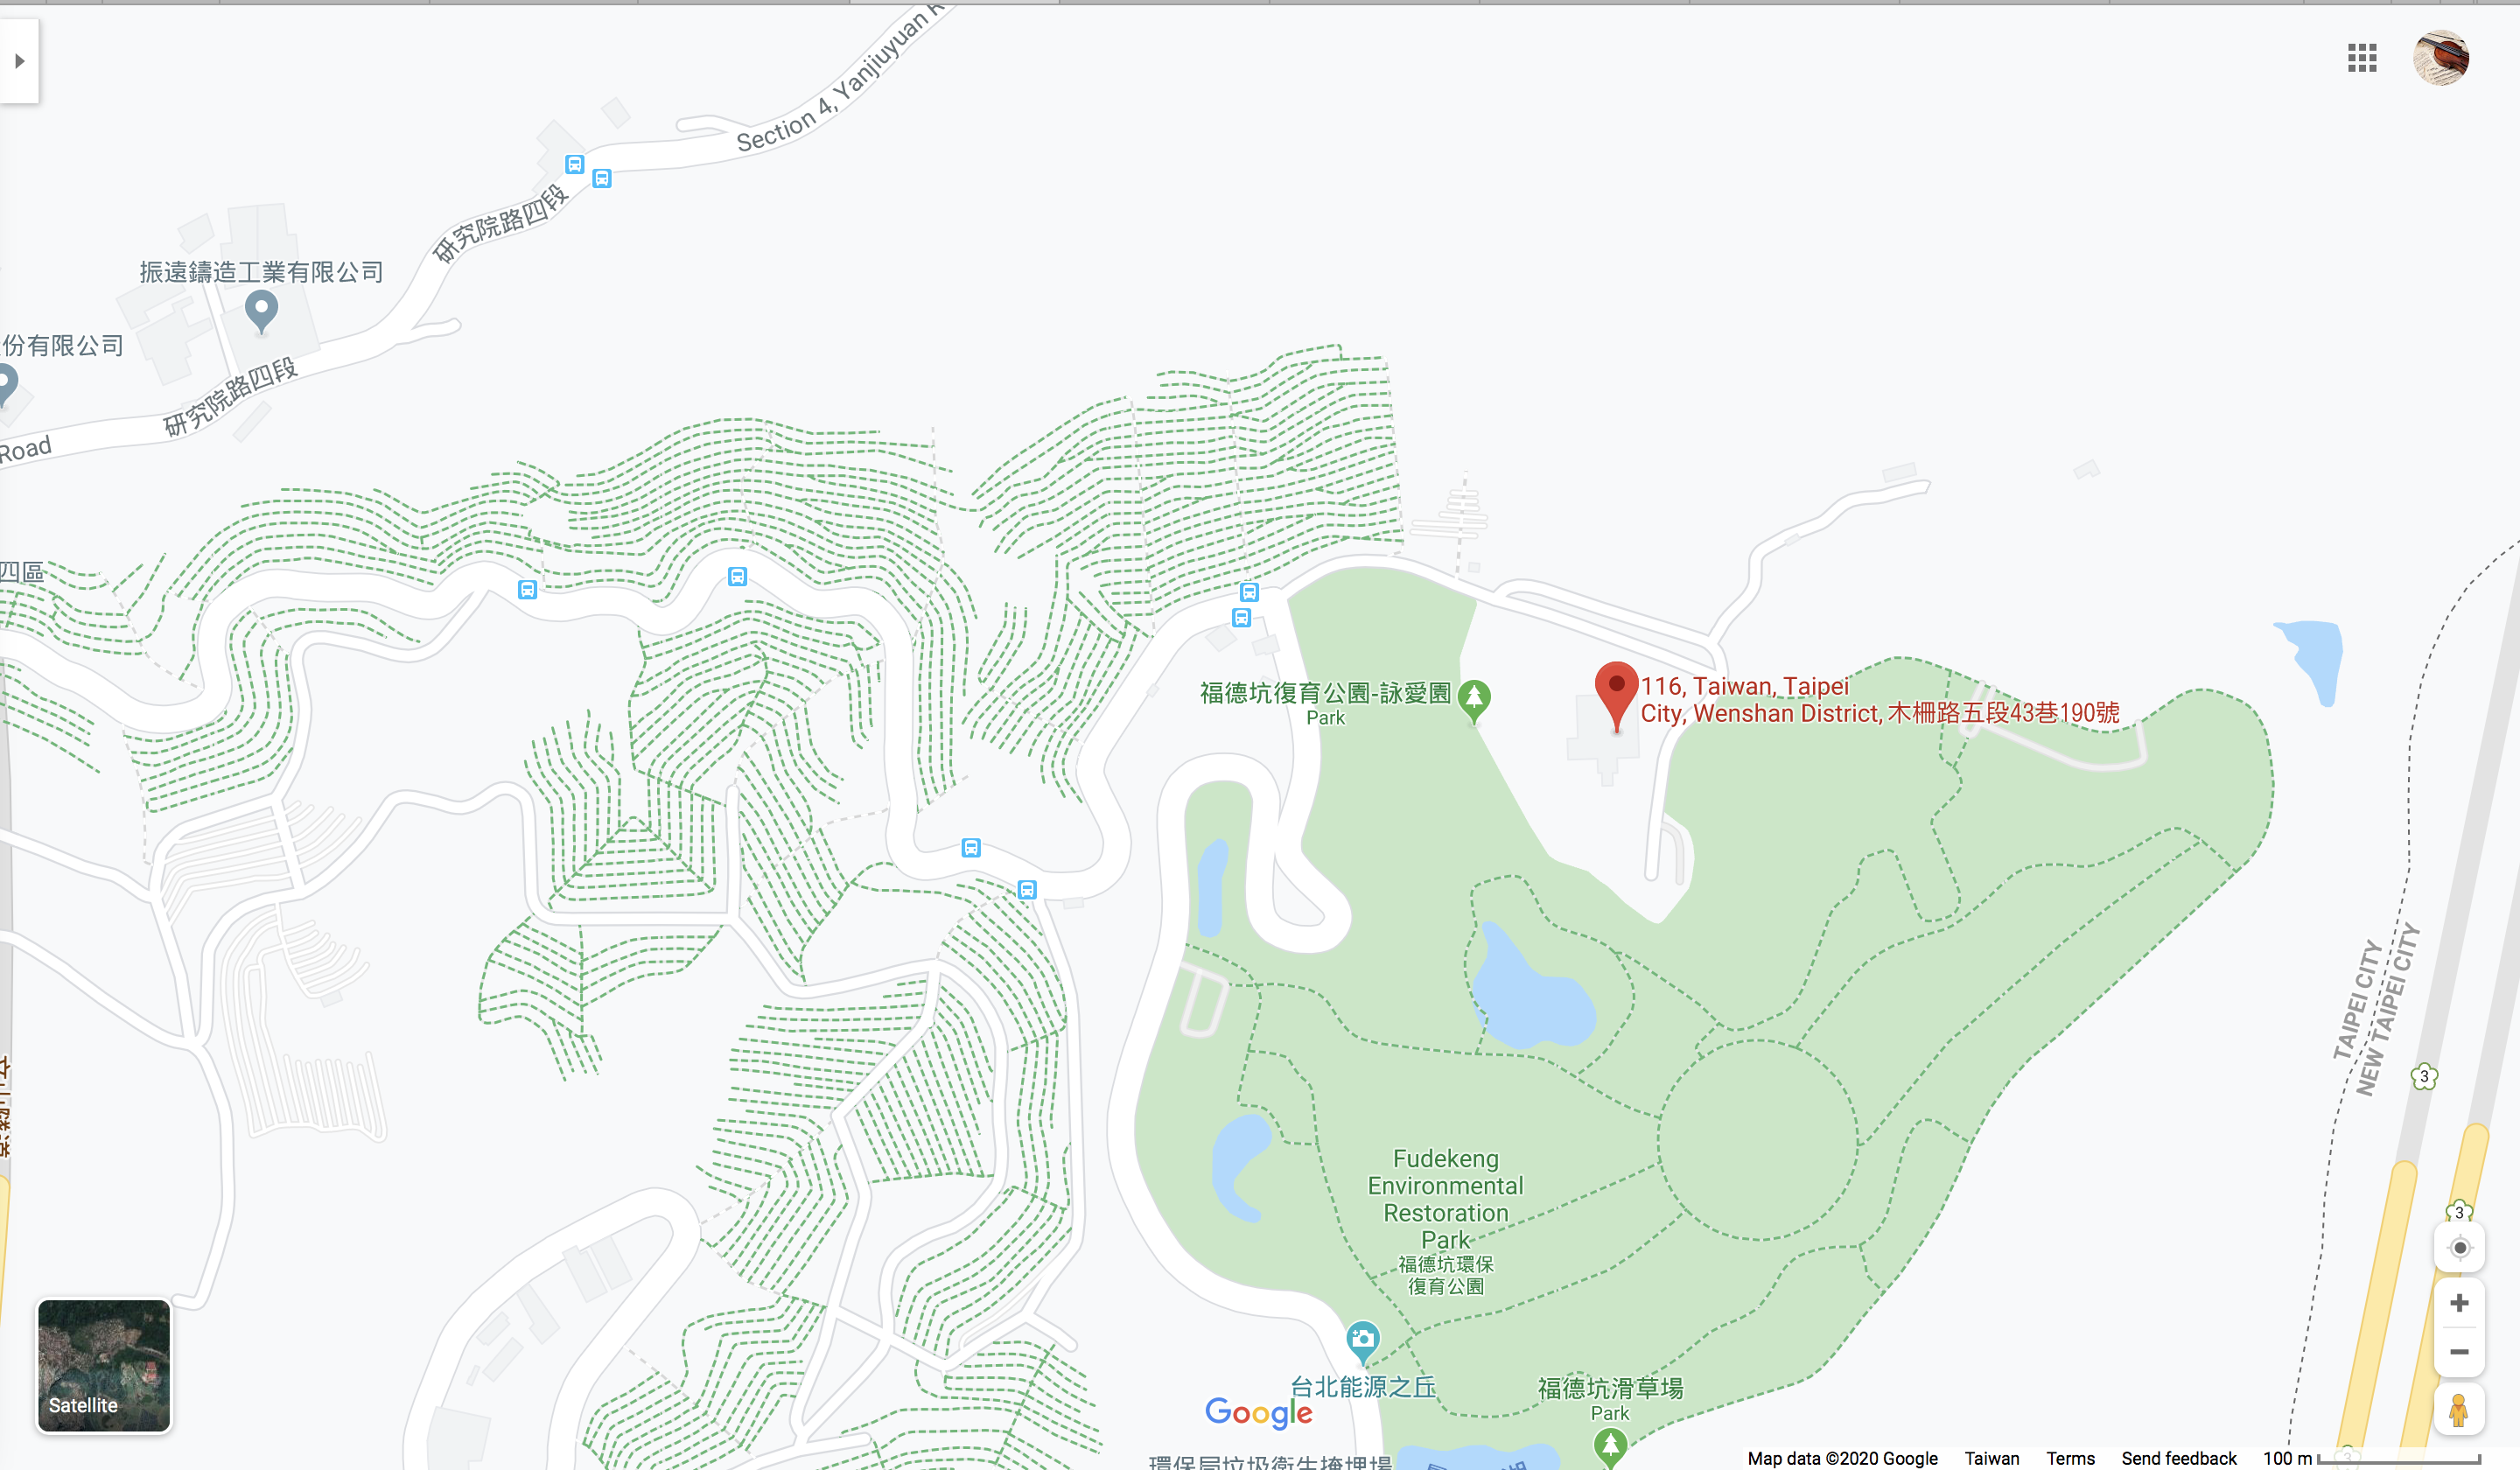 Section 4, Yanjiuyuan R
研究院路四段
振遠鑄造工業有限公司
份有限公司
研究院路四段
Road
四區
福德坑復育公園-詠愛園
Park
116, Taiwan, Taipei
City, Wenshan District, 木柵路五段43巷190號
TAIPEI CITY
NEW TAIPEI CITY
3
Fudekeng
Environmental
Restoration
Park
福德坑環保
復育公園
3
台北能源之丘
福德坑滑草場
Park
Satellite
Google
環保局垃圾衛生掩埋場
Map data ©2020 Google Taiwan Terms Send feedback 100 m
3